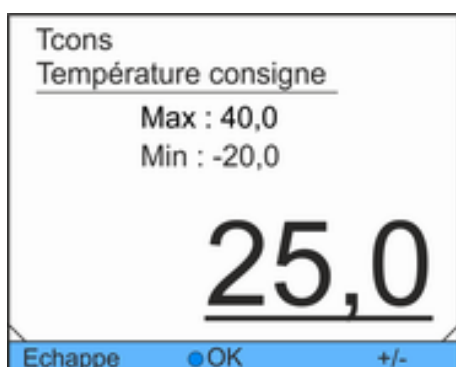 Tcons
Température consigne
Max : 40,0
Min : -20,0
25,0
Echappe OK +/-